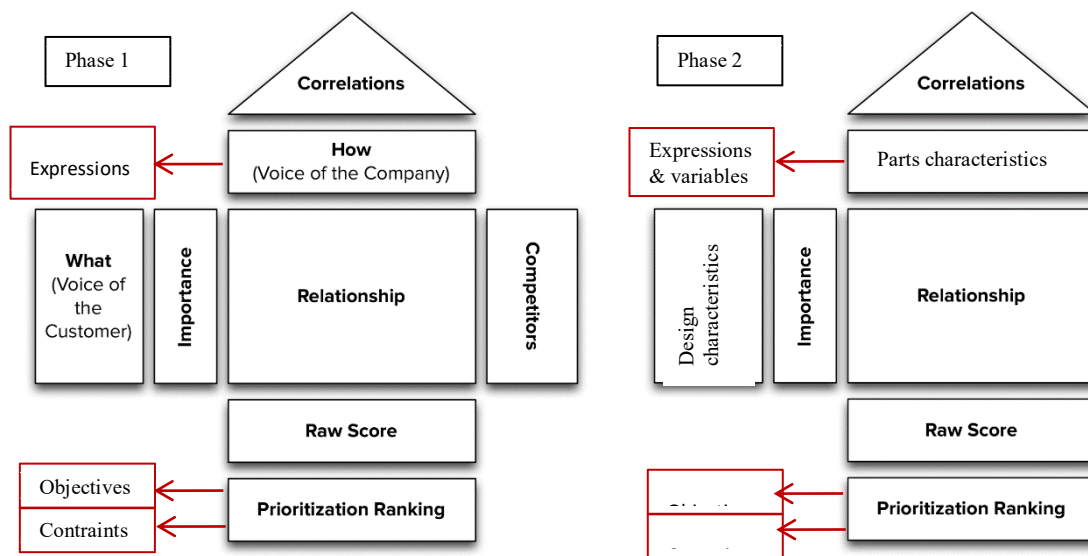 Phase 1
Correlations
Expressions
How
(Voice of the Company)
What
(Voice of
the
Customer)
Importance
Relationship
Competitors
Raw Score
Objectives
Contraints
Prioritization Ranking
Phase 2
Correlations
Expressions
& variables
Parts characteristics
Design
characteristics
Importance
Relationship
Raw Score
Prioritization Ranking